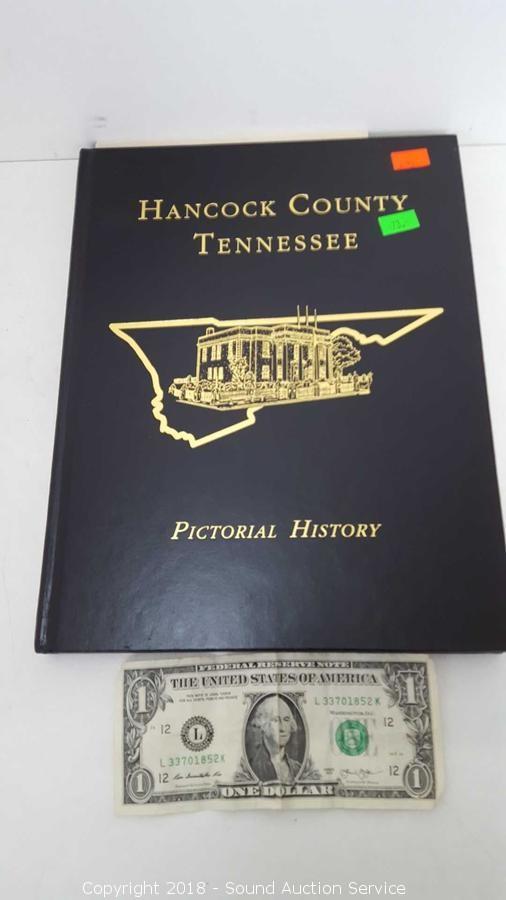 HANCOCK COUNTY
TENNESSEE
PICTORIAL HISTORY
FEDERAL RESERVE NOTE
THE UNITED STATES OF AMERICA
L 33701852 K
WASHINGTON, D.C.
12 L 12
L 33701852 K
12 12
1 ONE DOLLAR 1
Copyright 2018 - Sound Auction Service